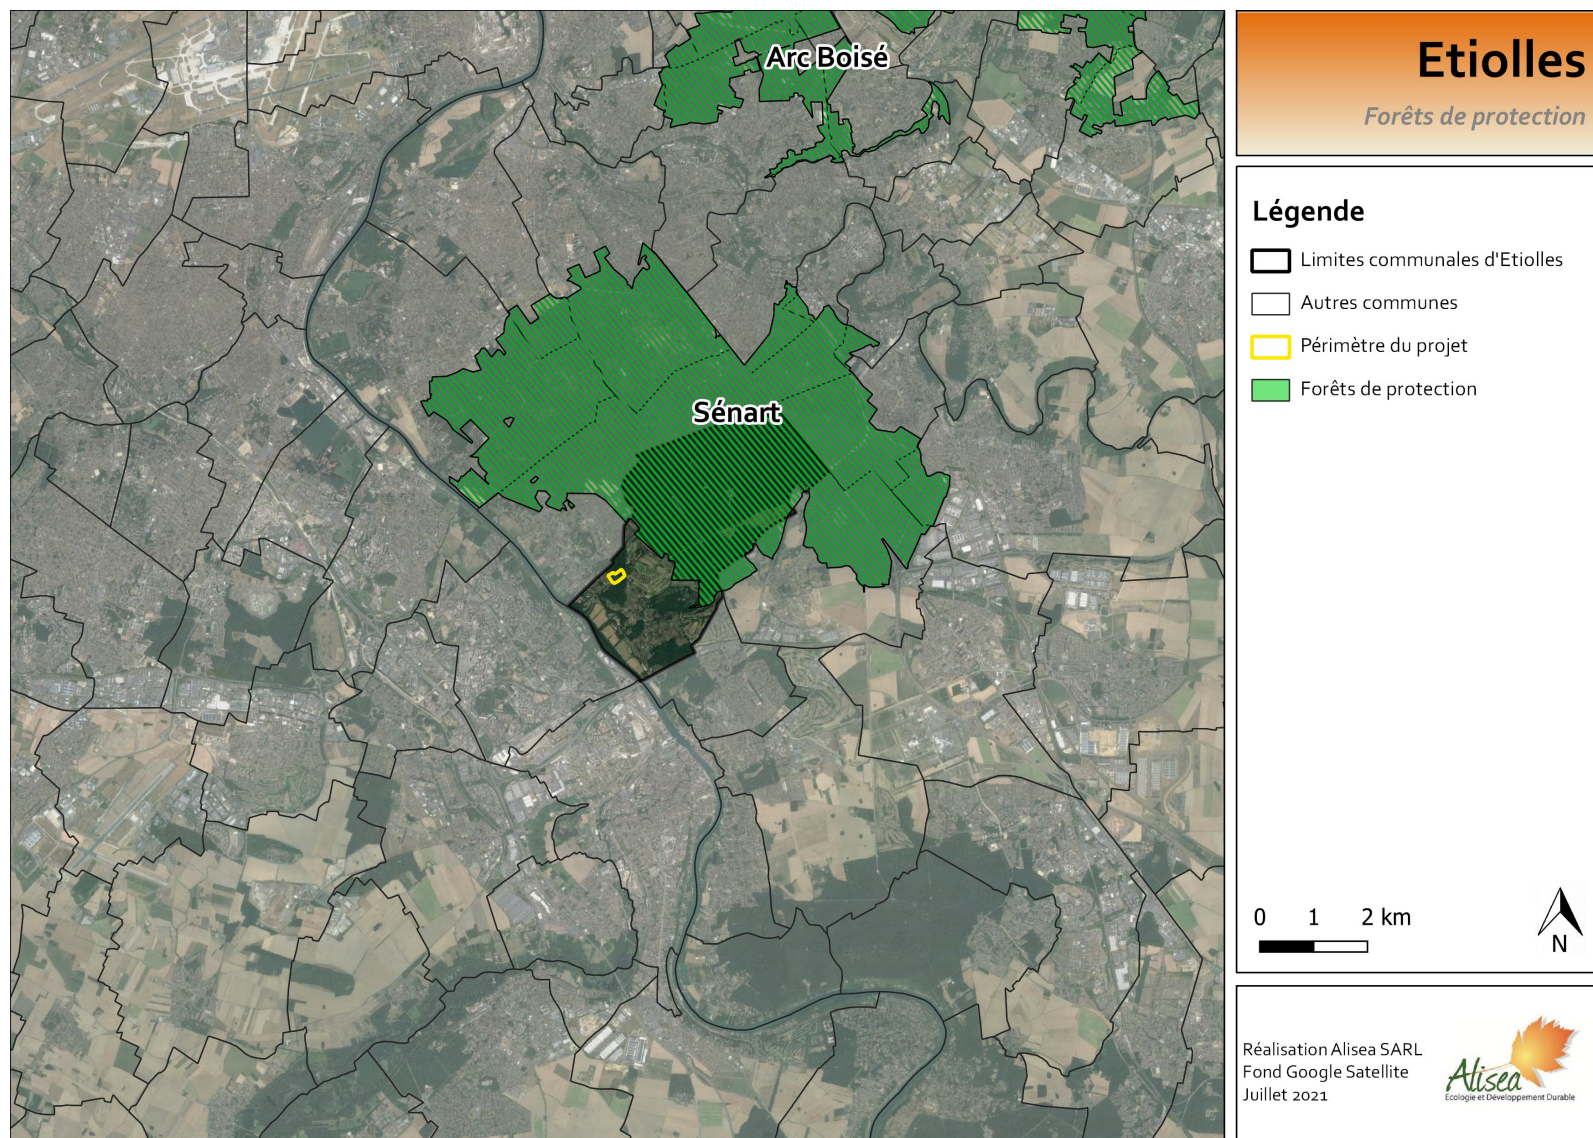 Arc Boisé
Sénart
Etiolles
Forêts de protection
Légende
Limites communales d'Etiolles
Autres communes
Périmètre du projet
Forêts de protection
0 1 2 km
N
Réalisation Alisea SARL
Fond Google Satellite
Juillet 2021
Alisea
Ecologie et Développement Durable